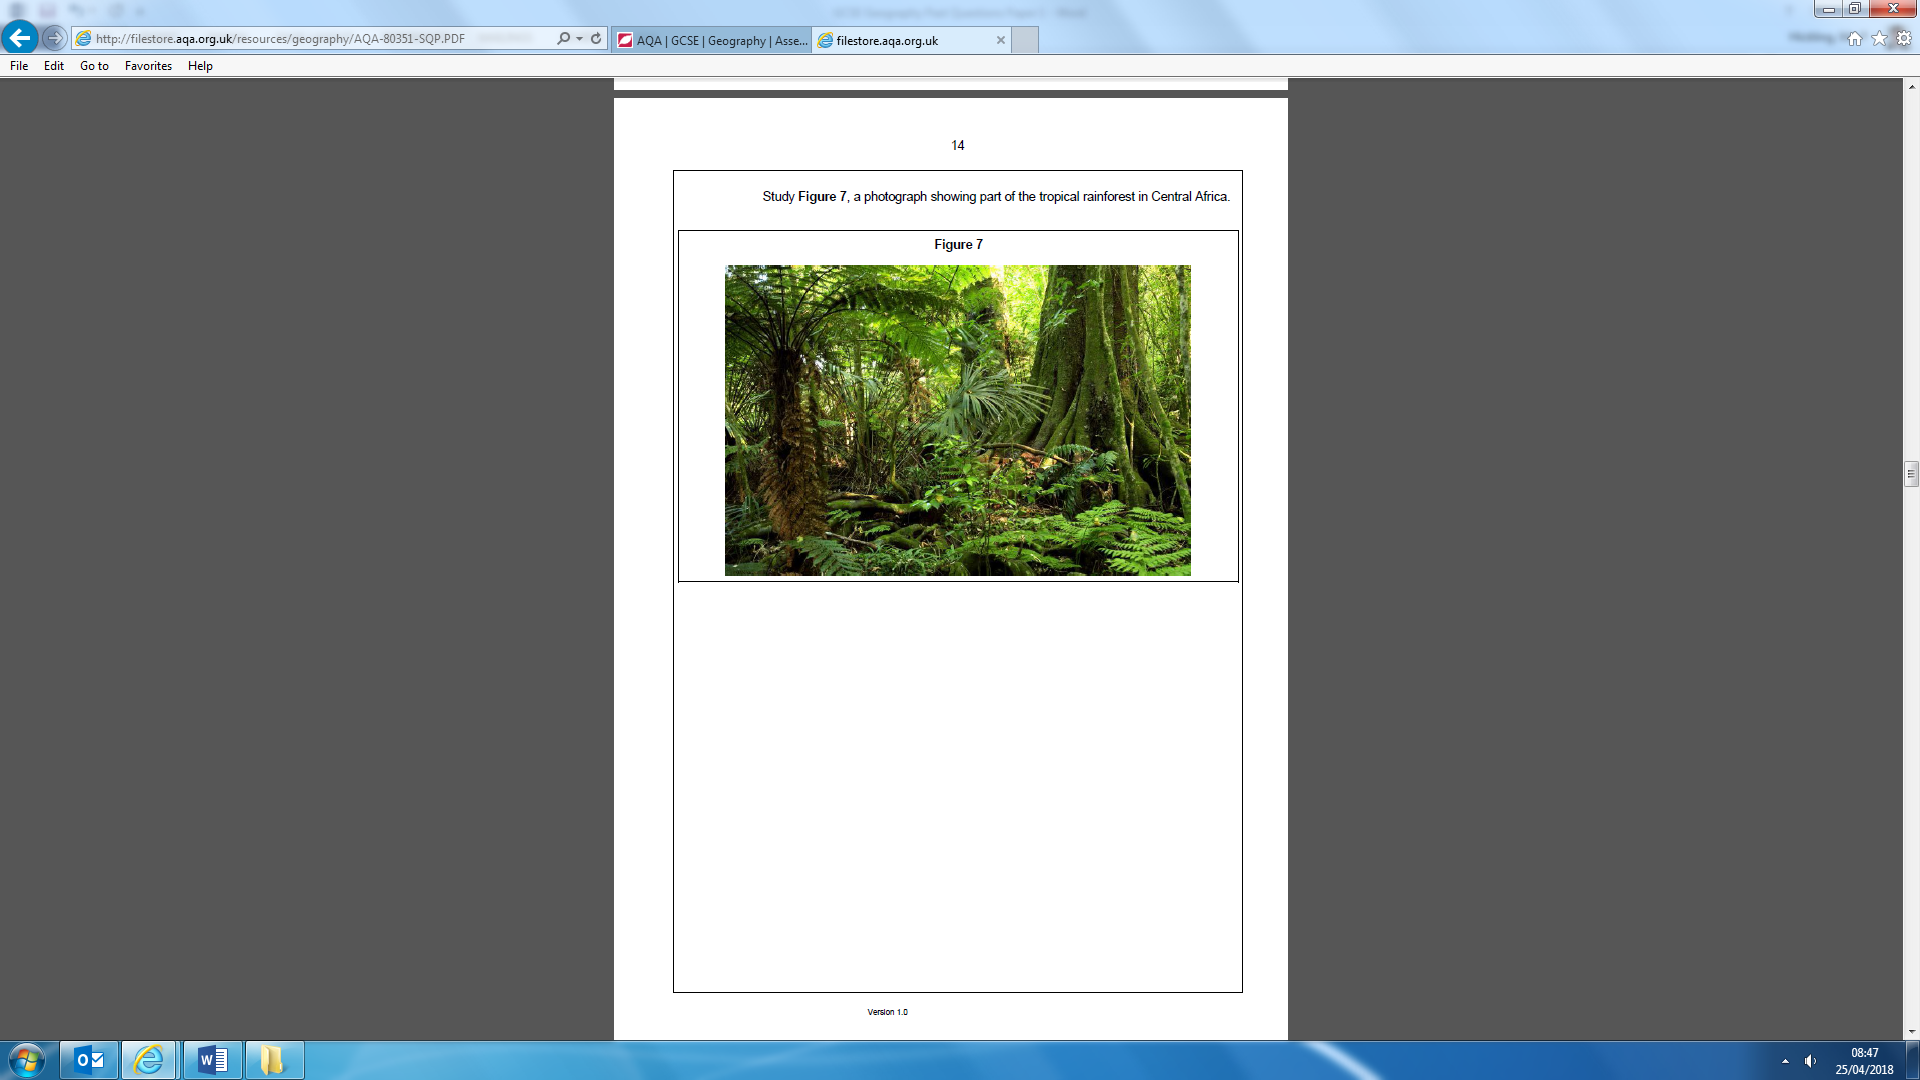 http://filestore.aqa.org.uk/resources/geography/AQA-80351-SQP.PDF
AQA | GCSE | Geography | Asse...
filestore.aqa.org.uk
File Edit Go to Favorites Help
14
Study Figure 7, a photograph showing part of the tropical rainforest in Central Africa.
Figure 7
Version 1.0
08:47
25/04/2018